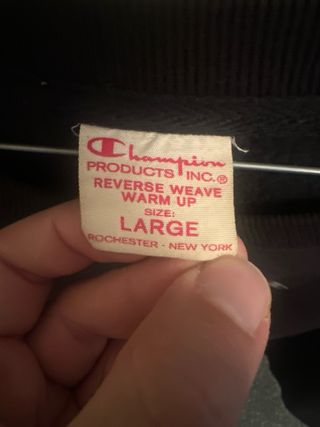 Champion
PRODUCTS INC.®
REVERSE WEAVE
WARM UP
SIZE:
LARGE
ROCHESTER - NEW YORK